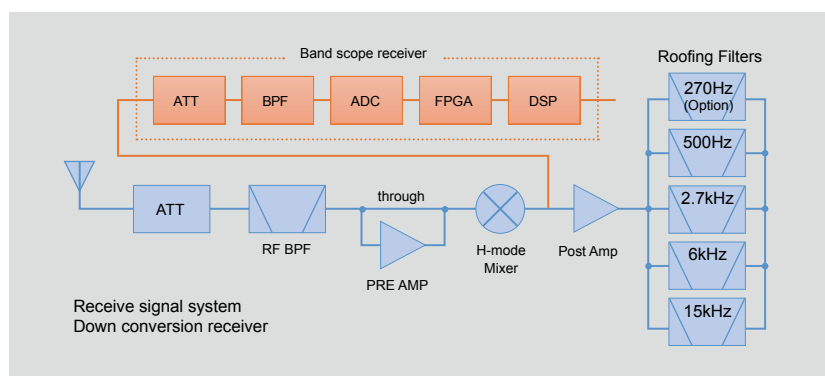 Band scope receiver
Roofing Filters
ATT
BPF
ADC
FPGA
DSP
270Hz
(Option)
500Hz
2.7kHz
6kHz
15kHz
ATT
RF BPF
through
PRE AMP
H-mode
Mixer
Post Amp
Receive signal system
Down conversion receiver